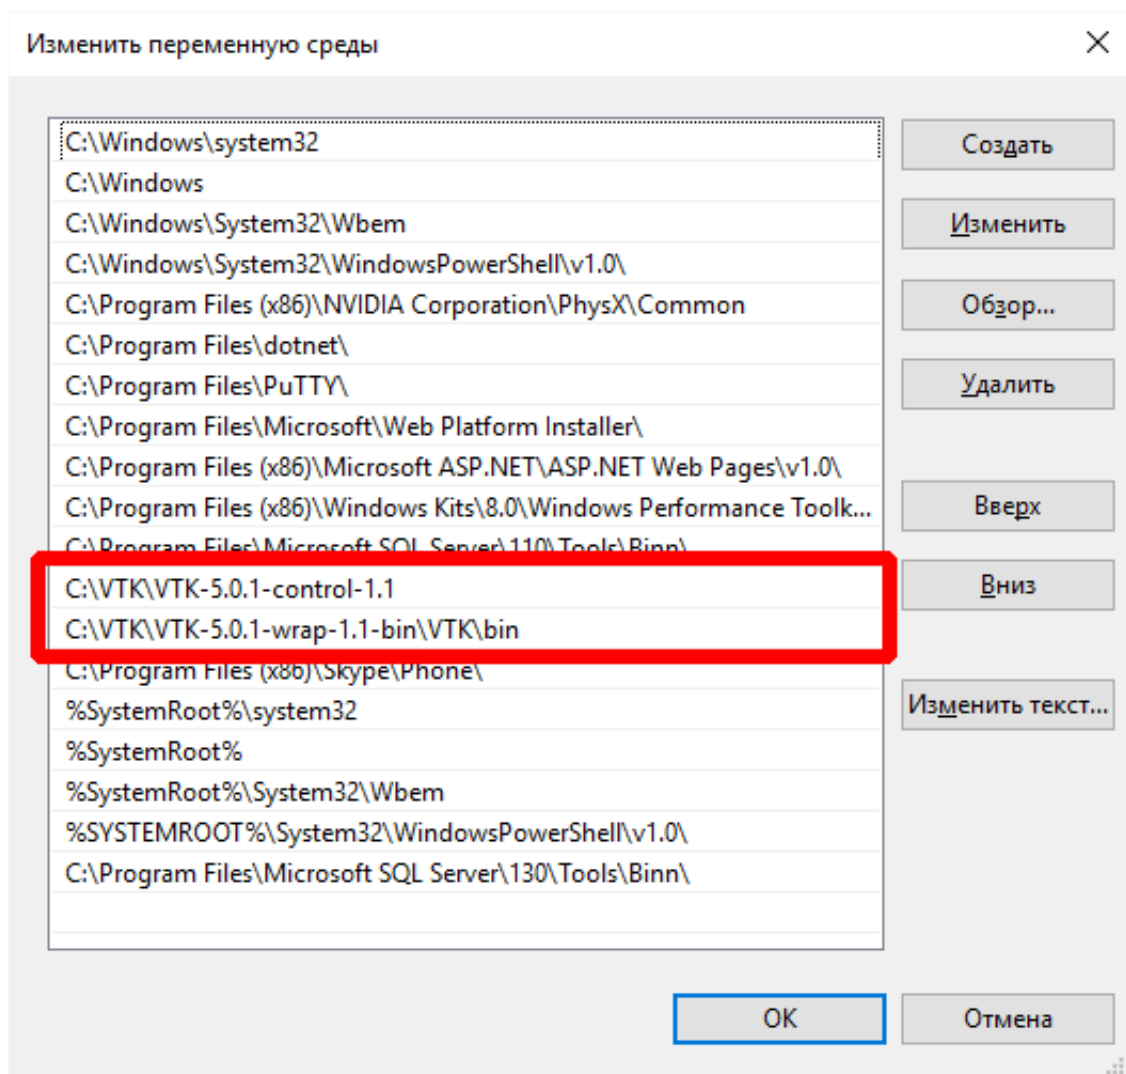 Изменить переменную среды
C:\Windows\system32
C:\Windows
C:\Windows\System32\Wbem
C:\Windows\System32\WindowsPowerShell\v1.0\
C:\Program Files (x86)\NVIDIA Corporation\PhysX\Common
C:\Program Files\dotnet\
C:\Program Files\PuTTY\
C:\Program Files\Microsoft\Web Platform Installer\
C:\Program Files (x86)\Microsoft ASP.NET\ASP.NET Web Pages\v1.0\
C:\Program Files (x86)\Windows Kits\8.0\Windows Performance Toolk...
C:\Program Files\Microsoft SQL Server\110\Tools\Binn\
C:\VTK\VTK-5.0.1-control-1.1
C:\VTK\VTK-5.0.1-wrap-1.1-bin\VTK\bin
C:\Program Files (x86)\Skype\Phone\
%SystemRoot%\system32
%SystemRoot%
%SystemRoot%\System32\Wbem
%SYSTEMROOT%\System32\WindowsPowerShell\v1.0\
C:\Program Files\Microsoft SQL Server\130\Tools\Binn\
Создать
Изменить
Обзор...
Удалить
Вверх
Вниз
Изменить текст...
OK
Отмена